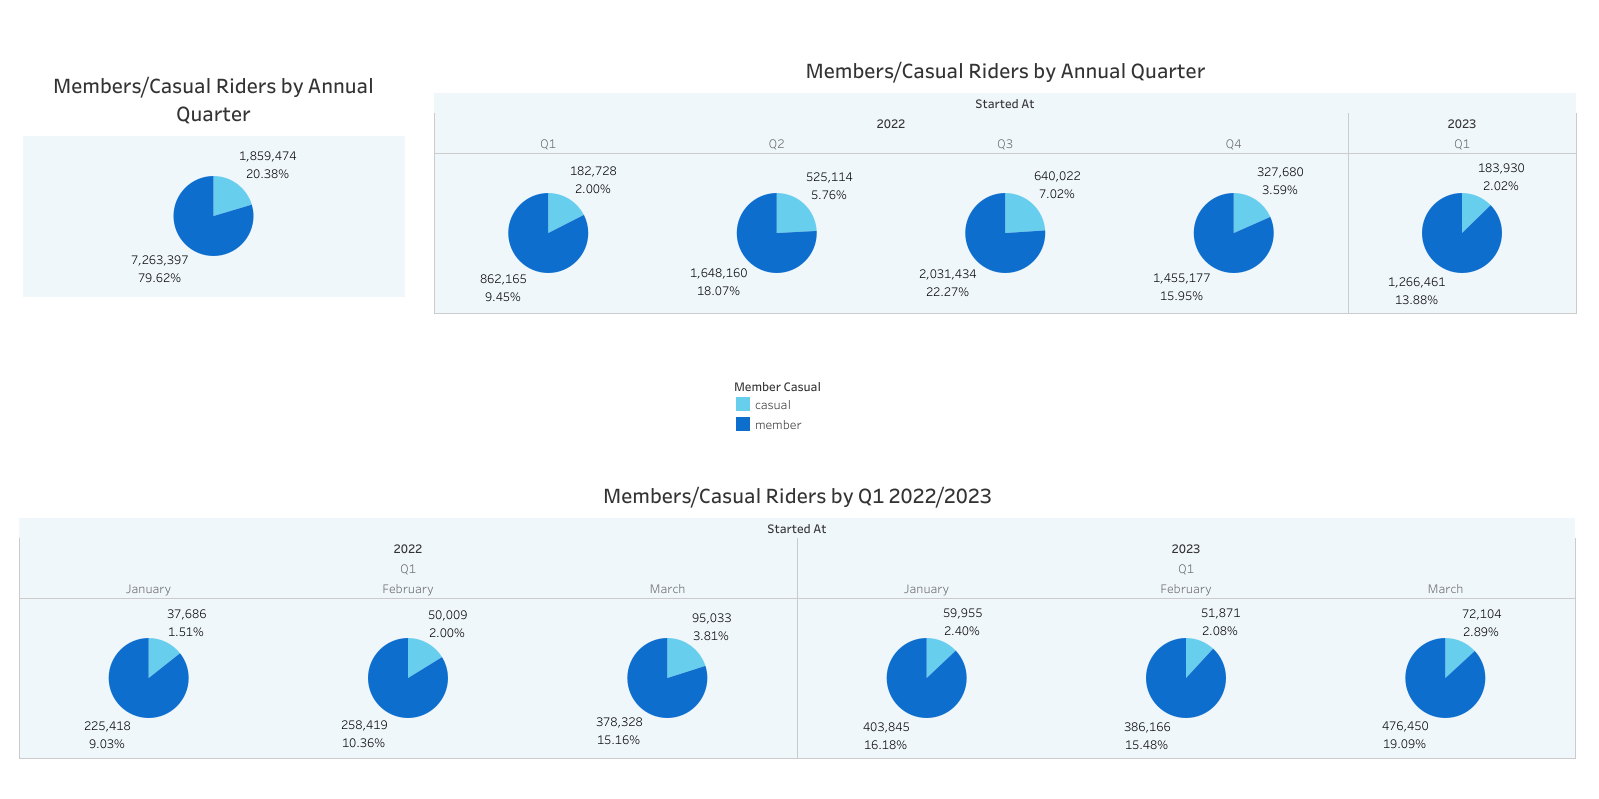 Members/Casual Riders by Annual
Quarter
1,859,474
20.38%
7,263,397
79.62%
Members/Casual Riders by Annual Quarter
Started At
2022
2023
Q1
Q2
Q3
Q4
Q1
182,728
2.00%
862,165
9.45%
525,114
5.76%
1,648,160
18.07%
640,022
7.02%
2,031,434
22.27%
327,680
3.59%
1,455,177
15.95%
183,930
2.02%
1,266,461
13.88%
Member Casual
casual
member
Members/Casual Riders by Q1 2022/2023
Started At
2022
2023
Q1
Q1
January
February
March
January
February
March
37,686
1.51%
225,418
9.03%
50,009
2.00%
258,419
10.36%
95,033
3.81%
378,328
15.16%
59,955
2.40%
403,845
16.18%
51,871
2.08%
386,166
15.48%
72,104
2.89%
476,450
19.09%